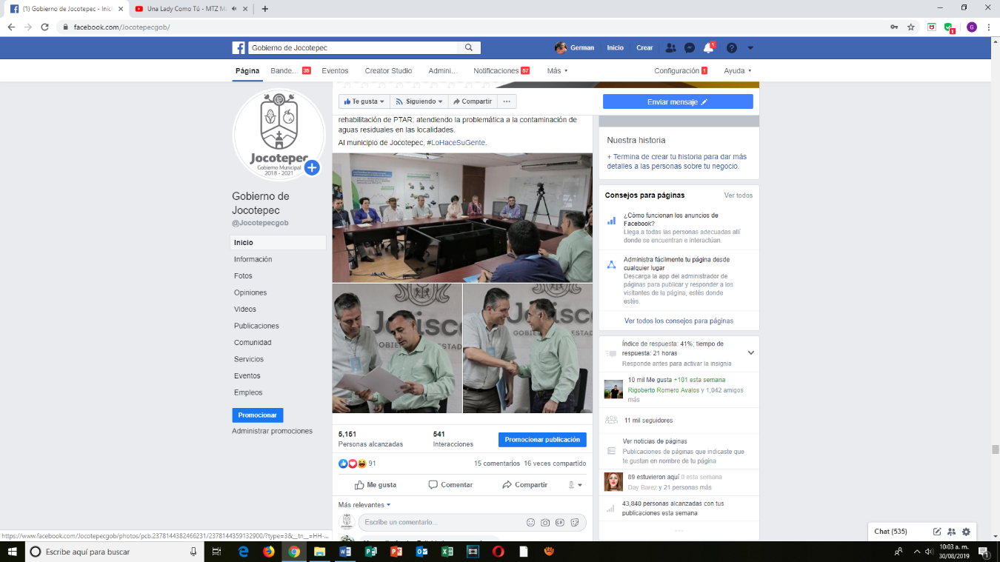 (1) Gobierno de Jocotepec - Inic
Una Lady Como Tú - MTZ M
facebook.com/Jocotepecgob/
Gobierno de Jocotepec
German
Inicio
Crear
1
Página
Bande... 35
Eventos
Creator Studio
Admini...
Notificaciones 57
Más
Configuración 1
Ayuda
Te gusta
Siguiendo
Compartir
Enviar mensaje
Jocotepec
Gobierno Municipal
2018 - 2021
Gobierno de
Jocotepec
@Jocotepecgob
Inicio
Información
Fotos
Opiniones
Videos
Publicaciones
Comunidad
Servicios
Eventos
Empleos
Promocionar
Administrar promociones
rehabilitación de PTAR; atendiendo la problemática a la contaminación de
aguas residuales en las localidades.
Al municipio de Jocotepec, #LoHaceSuGente.
5,151
Personas alcanzadas
541
Interacciones
Promocionar publicación
91
15 comentarios 16 veces compartido
Me gusta
Comentar
Compartir
Más relevantes
Escribe un comentario...
GIF
Nuestra historia
+ Termina de crear tu historia para dar más
detalles a las personas sobre tu negocio.
Consejos para páginas
Ver todos
¿Cómo funcionan los anuncios de
Facebook?
Llega a todas las personas adecuadas allí
donde se encuentran e interactúan.
Administra fácilmente tu página desde
cualquier lugar
Descarga la app del administrador de
páginas para publicar y responder a los
visitantes de la página, estés donde
estés.
Ver todos los consejos para páginas
Índice de respuesta: 41%; tiempo de
respuesta: 21 horas
Responde antes para activar la insignia
10 mil Me gusta +101 esta semana
Rigoberto Romero Avalos y 1,042 amigos
más
11 mil seguidores
Ver noticias de páginas
Publicaciones de páginas que indicaste que
te gustan en nombre de tu página
89 estuvieron aquí 0 esta semana
Day Barez y 21 personas más
43,840 personas alcanzadas con tus
publicaciones esta semana
Chat (535)
https://www.facebook.com/Jocotepecgob/photos/pcb.2378144382466231/2378144359132900/?type=3&__tn__=HH-...
Escribe aquí para buscar
10:03 a. m.
30/08/2019